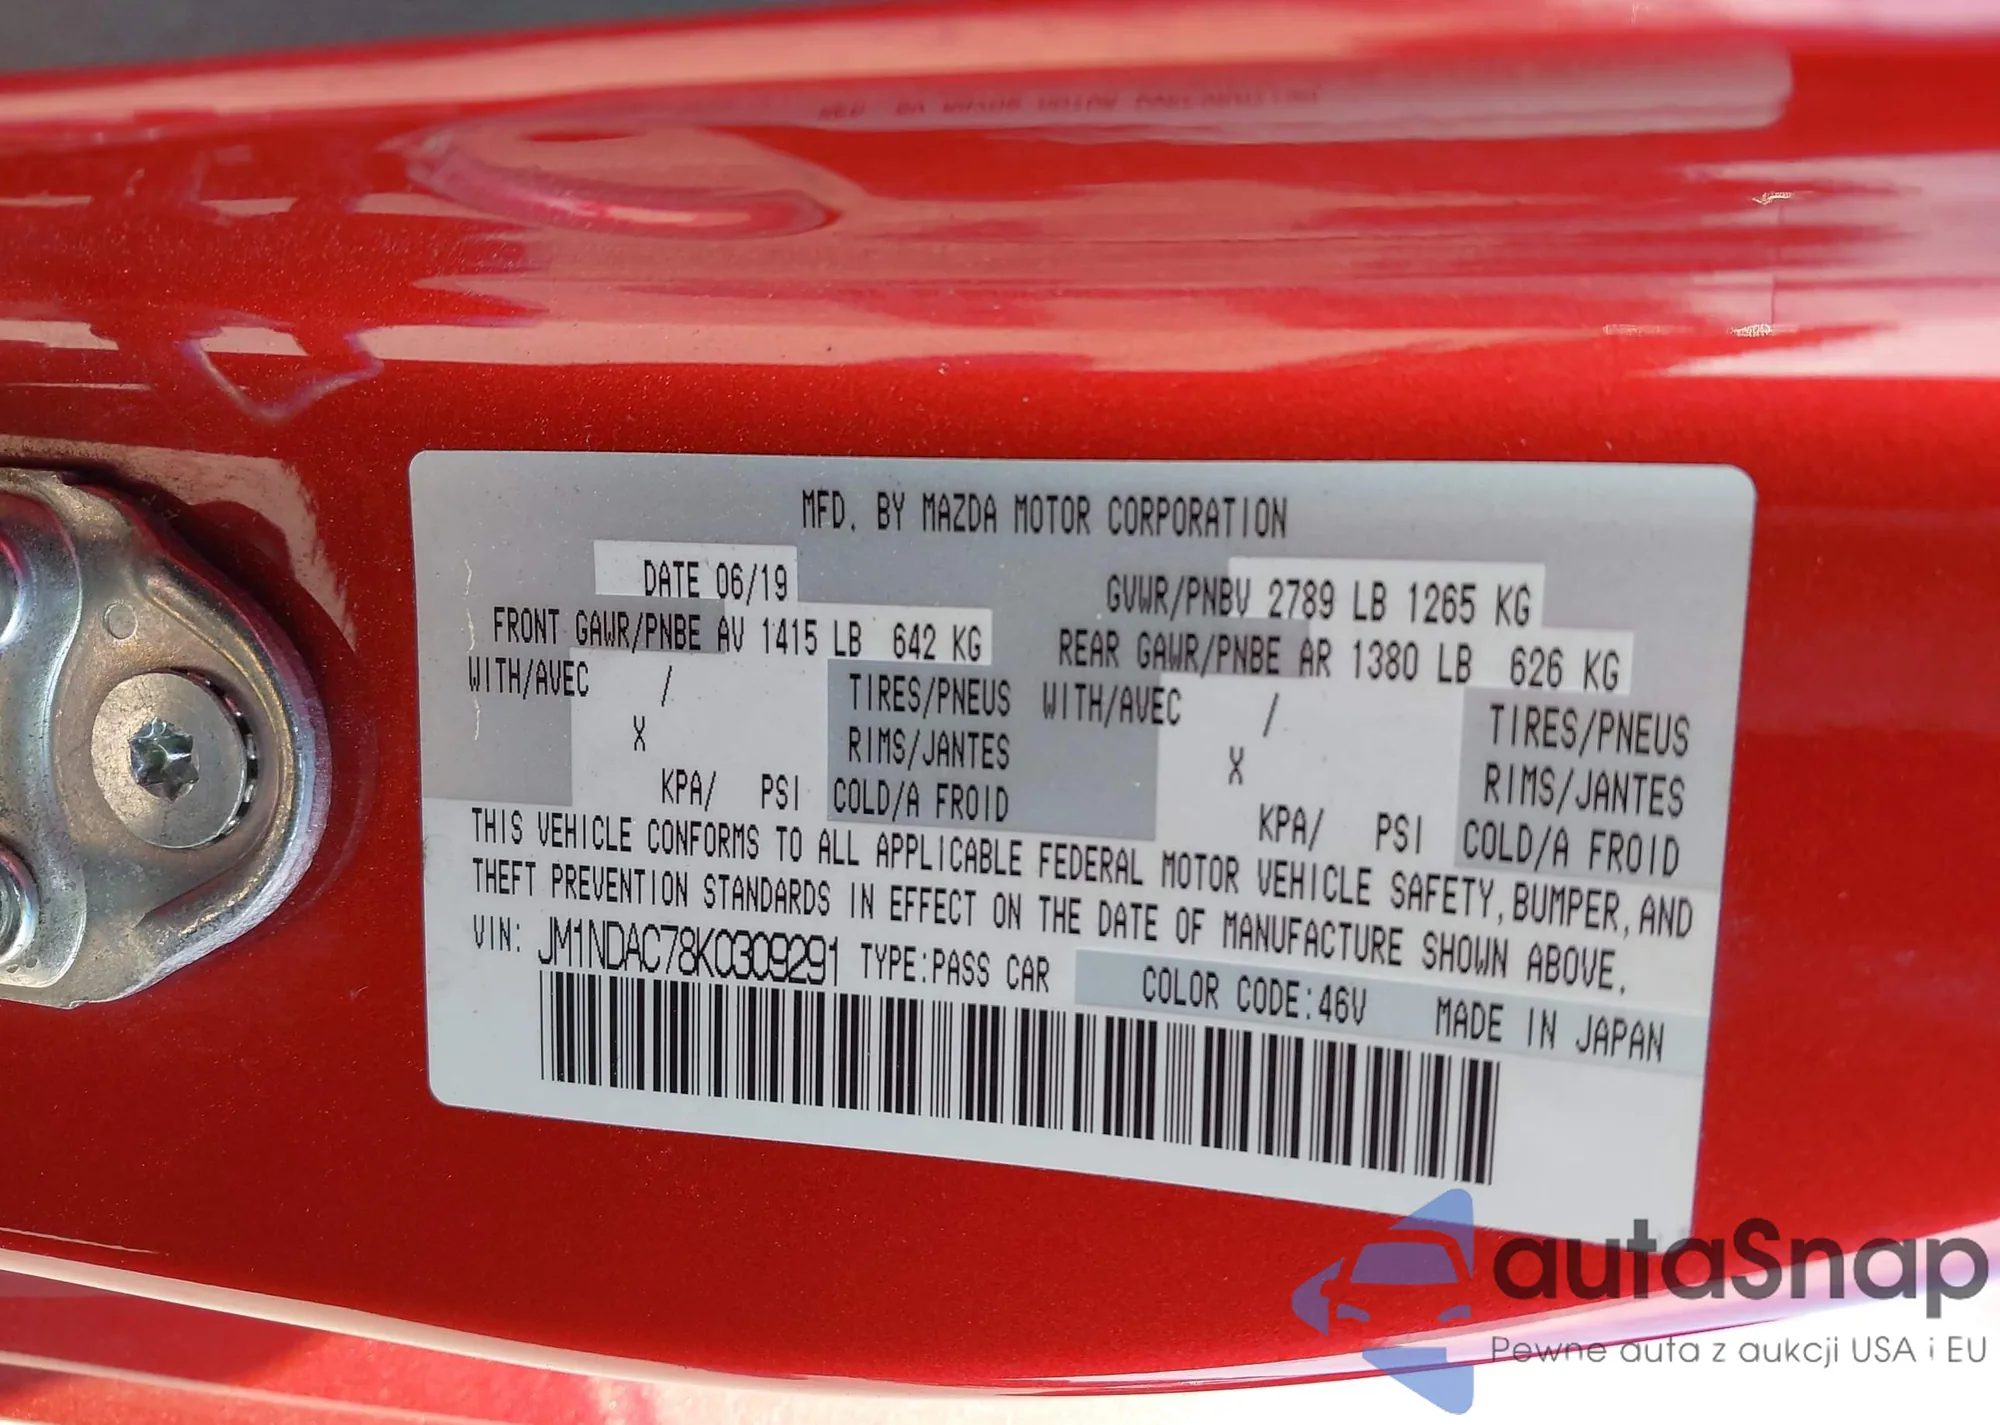 MFD. BY MAZDA MOTOR CORPORATION
DATE 06/19
GVWR/PNBV 2789 LB 1265 KG
FRONT GAWR/PNBE AV 1415 LB 642 KG
REAR GAWR/PNBE AR 1380 LB 626 KG
WITH/AVEC / TIRES/PNEUS
WITH/AVEC / TIRES/PNEUS
X RIMS/JANTES
X RIMS/JANTES
KPA/ PSI COLD/A FROID
KPA/ PSI COLD/A FROID
THIS VEHICLE CONFORMS TO ALL APPLICABLE FEDERAL MOTOR VEHICLE SAFETY, BUMPER, AND
THEFT PREVENTION STANDARDS IN EFFECT ON THE DATE OF MANUFACTURE SHOWN ABOVE.
VIN: JM1NDAC78K0309291 TYPE:PASS CAR COLOR CODE:46V MADE IN JAPAN
autaSnap
Pewne auta z aukcji USA i EU